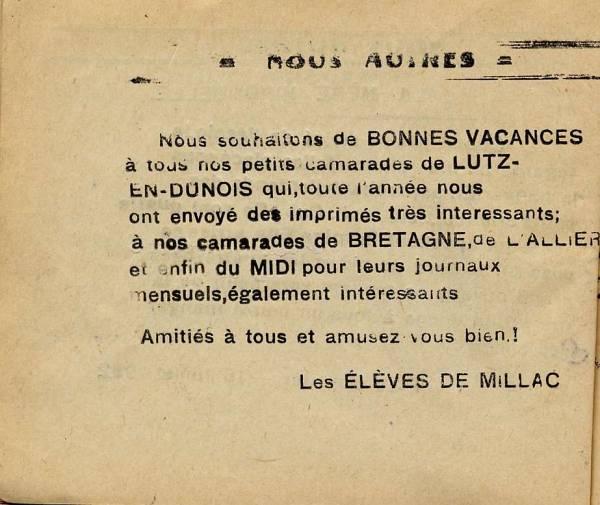 = NOUS AUTRES =
Nous souhaitons de BONNES VACANCES
à tous nos petits camarades de LUTZ-
EN-DUNOIS qui,toute l'année nous
ont envoyé des imprimés très interessants;
à nos camarades de BRETAGNE,de L'ALLIER
et enfin du MIDI pour leurs journaux
mensuels,également intéressants
Amitiés à tous et amusez-vous bien.!
Les ÉLÈVES DE MILLAC